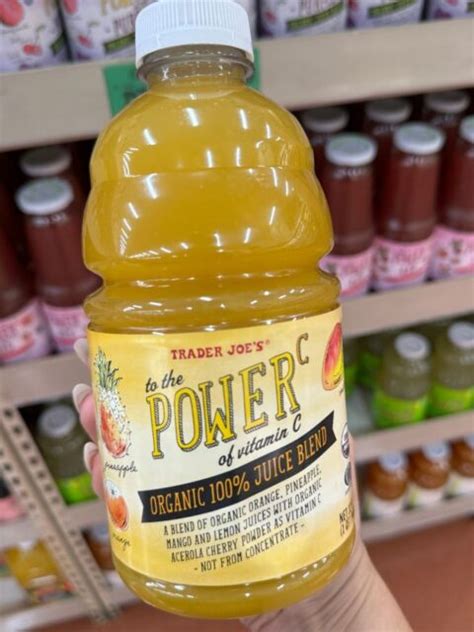 TRADER JOE'S®
to the
POWER C
of vitamin C
ORGANIC 100% JUICE BLEND
A BLEND OF ORGANIC ORANGE, PINEAPPLE,
MANGO AND LEMON JUICES WITH ORGANIC
ACEROLA CHERRY POWDER AS VITAMIN C
- NOT FROM CONCENTRATE -
pineapple
orange